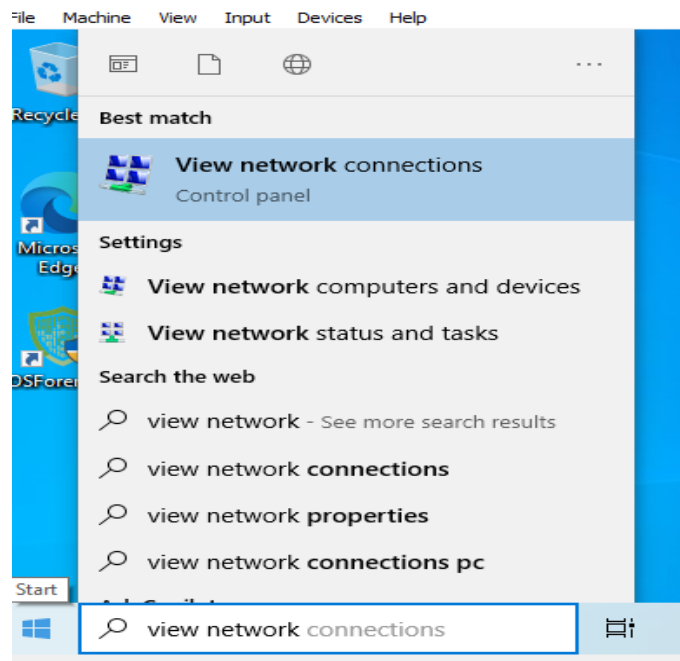 File Machine View Input Devices Help
Recycle
Best match
View network connections
Control panel
Micros
Edge
Settings
View network computers and devices
View network status and tasks
OSForen
Search the web
view network - See more search results
view network connections
view network properties
view network connections pc
Start
view network connections